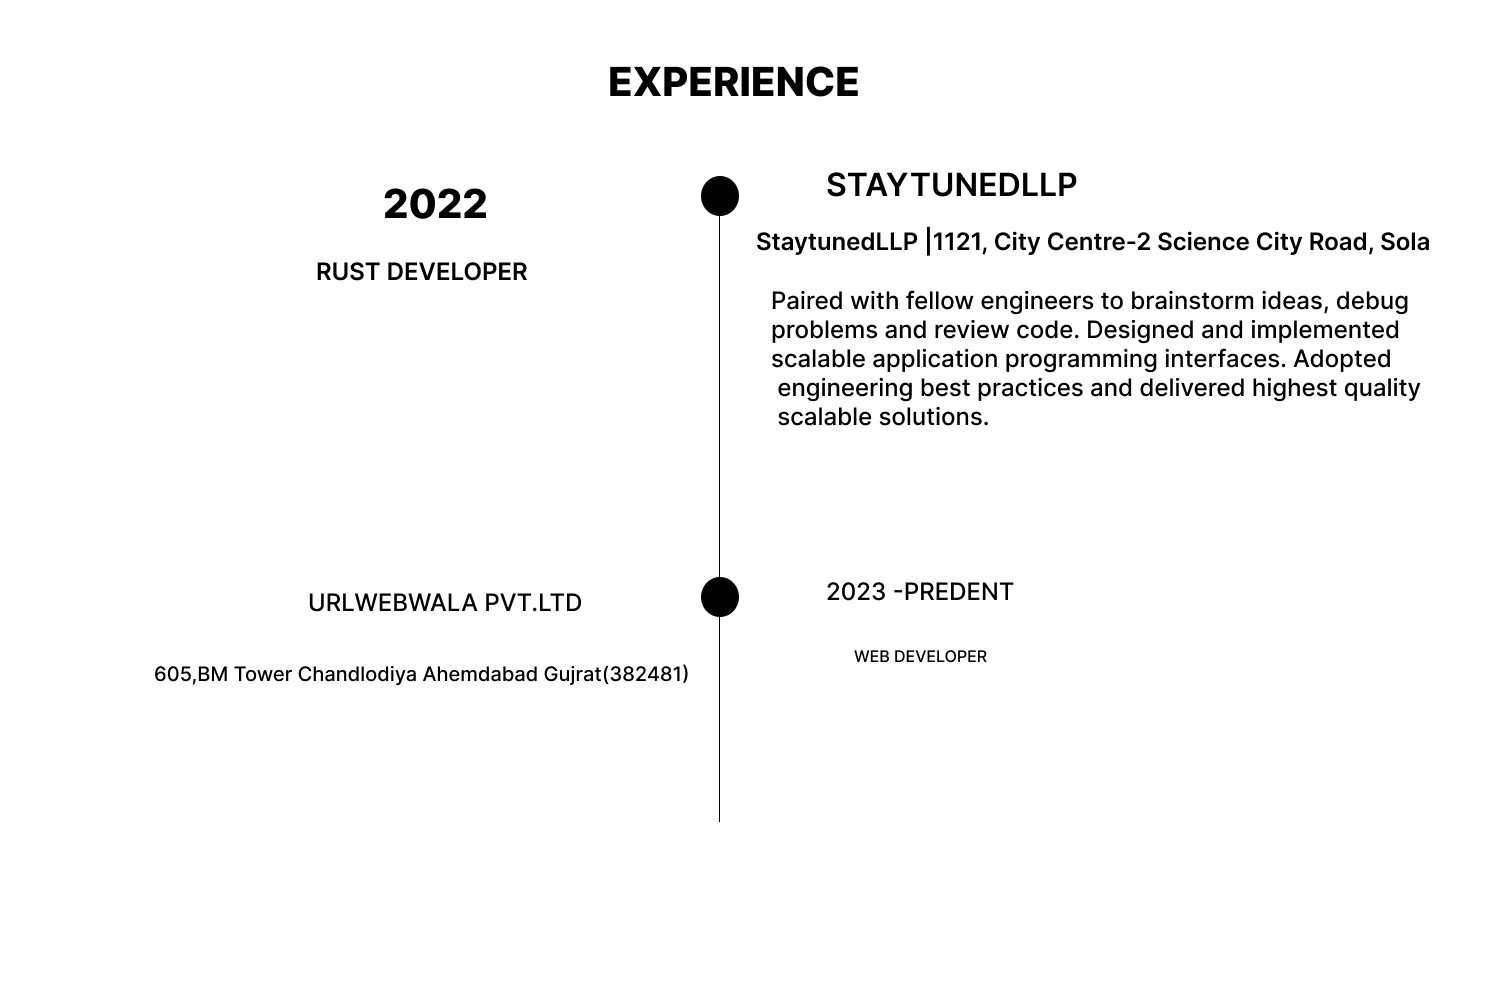 EXPERIENCE
2022
RUST DEVELOPER
STAYTUNEDLLP
StaytunedLLP |1121, City Centre-2 Science City Road, Sola
Paired with fellow engineers to brainstorm ideas, debug
problems and review code. Designed and implemented
scalable application programming interfaces. Adopted
engineering best practices and delivered highest quality
scalable solutions.
URLWEBWALA PVT.LTD
605,BM Tower Chandlodiya Ahemdabad Gujrat(382481)
2023 -PREDENT
WEB DEVELOPER